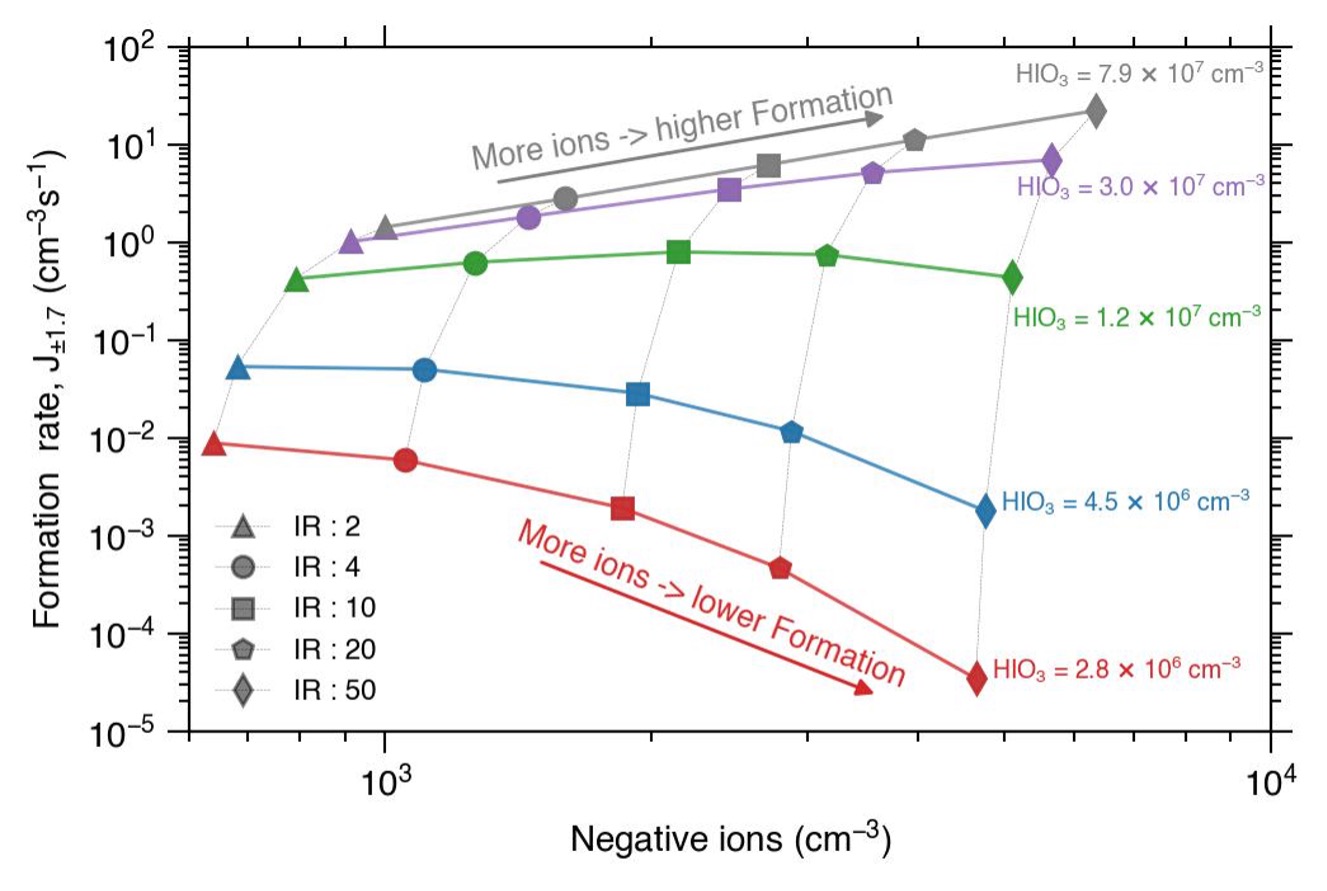 10²
10¹
10⁰
10⁻¹
10⁻²
10⁻³
10⁻⁴
10⁻⁵
Formation rate, J±1.7 (cm⁻³s⁻¹)
HIO₃ = 7.9 × 10⁷ cm⁻³
More ions -> higher Formation
HIO₃ = 3.0 × 10⁷ cm⁻³
HIO₃ = 1.2 × 10⁷ cm⁻³
HIO₃ = 4.5 × 10⁶ cm⁻³
More ions -> lower Formation
HIO₃ = 2.8 × 10⁶ cm⁻³
IR : 2
IR : 4
IR : 10
IR : 20
IR : 50
10³
10⁴
Negative ions (cm⁻³)